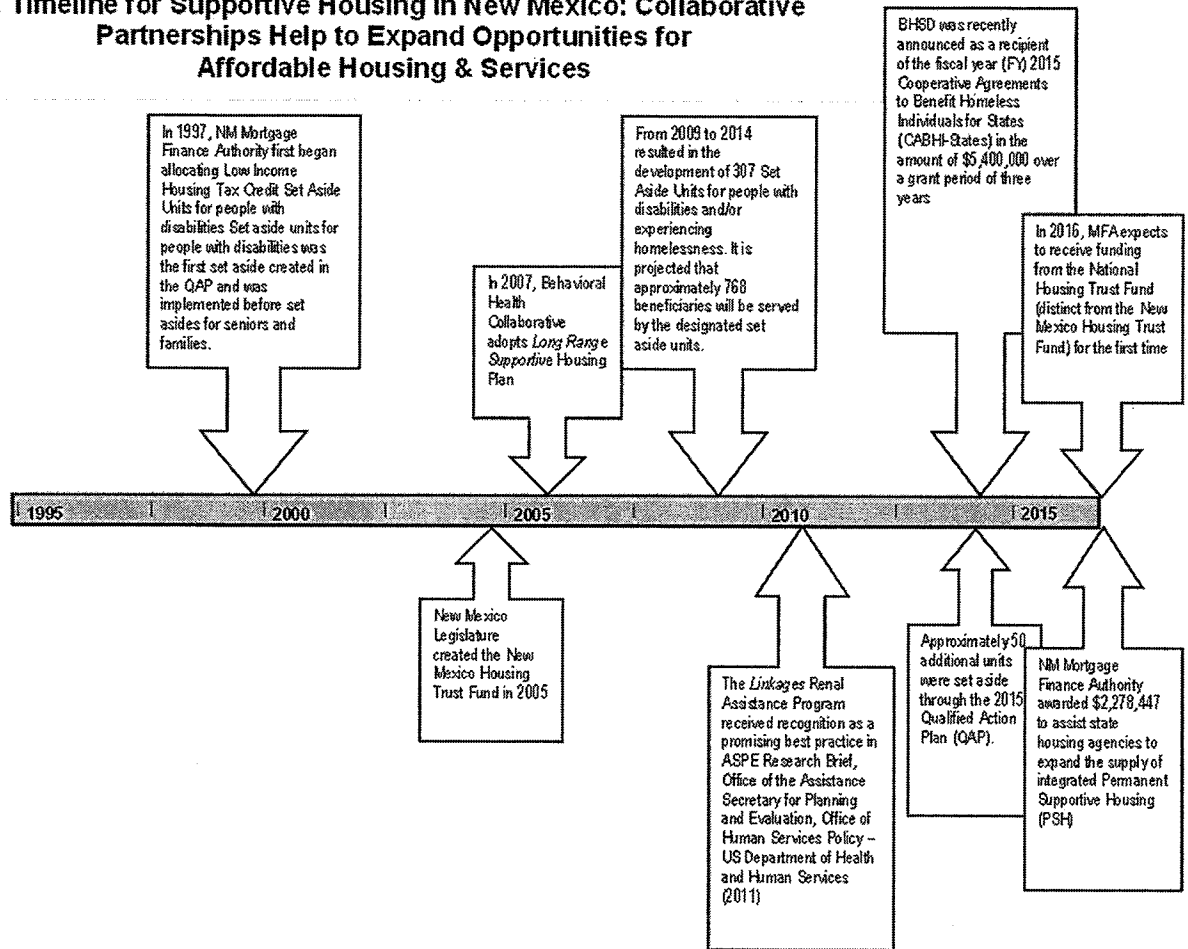 Timeline for Supportive Housing in New Mexico: Collaborative
Partnerships Help to Expand Opportunities for
Affordable Housing & Services
In 1997, NM Mortgage
Finance Authority first began
allocating Low Income
Housing Tax Credit Set Aside
Units for people with
disabilities Set aside units for
people with disabilities was
the first set aside created in
the QAP and was
implemented before set
asides for seniors and
families.
In 2007, Behavioral
Health
Collaborative
adopts Long Range
Supportive Housing
Plan
From 2009 to 2014
resulted in the
development of 307 Set
Aside Units for people with
disabilities and/or
experiencing
homelessness. It is
projected that
approximately 768
beneficiaries will be served
by the designated set
aside units.
BHSD was recently
announced as a recipient
of the fiscal year (FY) 2015
Cooperative Agreements
to Benefit Homeless
Individuals for States
(CABHI-States) in the
amount of $5,400,000 over
a grant period of three
years
In 2016, MFA expects
to receive funding
from the National
Housing Trust Fund
(distinct from the New
Mexico Housing Trust
Fund) for the first time
1995
2000
2005
2010
2015
New Mexico
Legislature
created the New
Mexico Housing
Trust Fund in 2005
The Linkages Renal
Assistance Program
received recognition as a
promising best practice in
ASPE Research Brief,
Office of the Assistance
Secretary for Planning
and Evaluation, Office of
Human Services Policy –
US Department of Health
and Human Services
(2011)
Approximately 50
additional units
were set aside
through the 2015
Qualified Action
Plan (QAP).
NM Mortgage
Finance Authority
awarded $2,278,447
to assist state
housing agencies to
expand the supply of
integrated Permanent
Supportive Housing
(PSH)